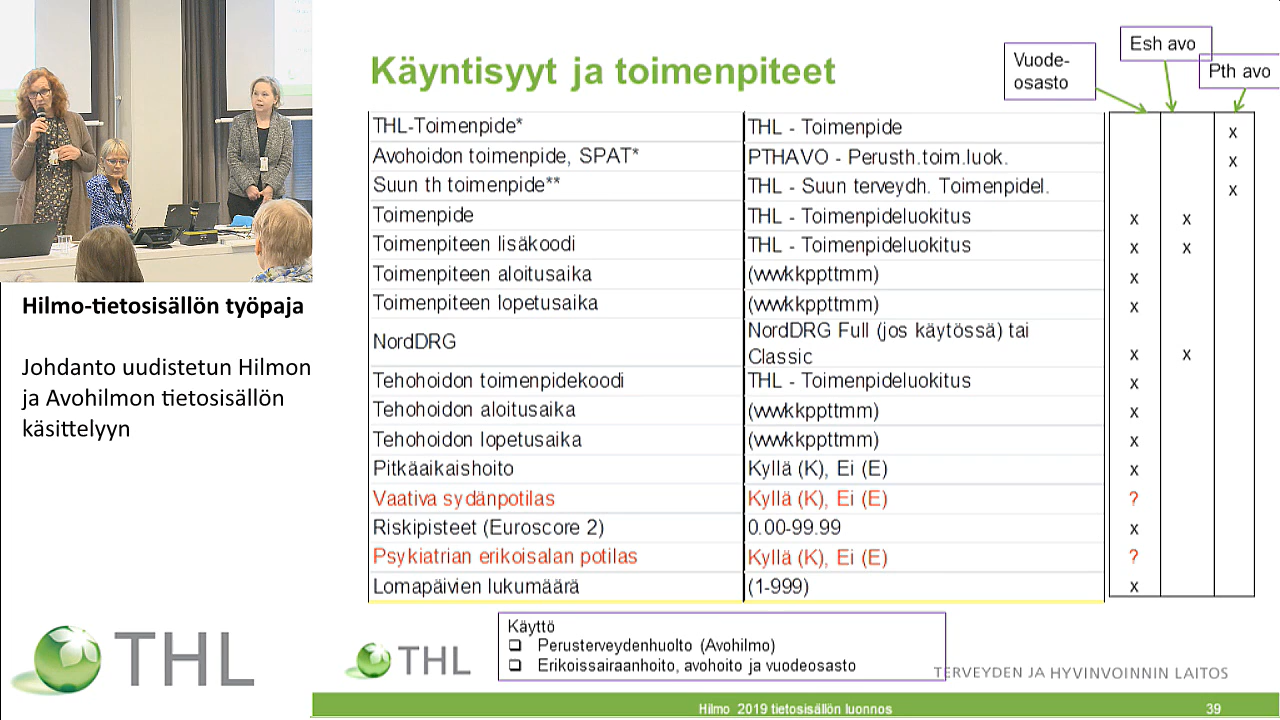 Käyntisyyt ja toimenpiteet
Vuode-
osasto
Esh avo
Pth avo
THL-Toimenpide* THL - Toimenpide x
Avohoidon toimenpide, SPAT* PTHAVO - Perusth.toim.luok. x
Suun th toimenpide** THL - Suun terveydh. Toimenpidel. x
Toimenpide THL - Toimenpideluokitus x x
Toimenpiteen lisäkoodi THL - Toimenpideluokitus x x
Toimenpiteen aloitusaika (vvvvkkppttmm) x
Toimenpiteen lopetusaika (vvvvkkppttmm) x
NordDRG NordDRG Full (jos käytössä) tai
Classic x x
Tehohoidon toimenpidekoodi THL - Toimenpideluokitus x
Tehohoidon aloitusaika (vvvvkkppttmm) x
Tehohoidon lopetusaika (vvvvkkppttmm) x
Pitkäaikaishoito Kyllä (K), Ei (E) x
Vaativa sydänpotilas Kyllä (K), Ei (E) ?
Riskipisteet (Euroscore 2) 0.00-99.99 x
Psykiatrian erikoisalan potilas Kyllä (K), Ei (E) ?
Lomapäivien lukumäärä (1-999) x
Hilmo-tietosisällön työpaja
Johdanto uudistetun Hilmon
ja Avohilmon tietosisällön
käsittelyyn
THL
THL
Käyttö
❑ Perusterveydenhuolto (Avohilmo)
❑ Erikoissairaanhoito, avohoito ja vuodeosasto
TERVEYDEN JA HYVINVOINNIN LAITOS
Hilmo 2019 tietosisällön luonnos 39